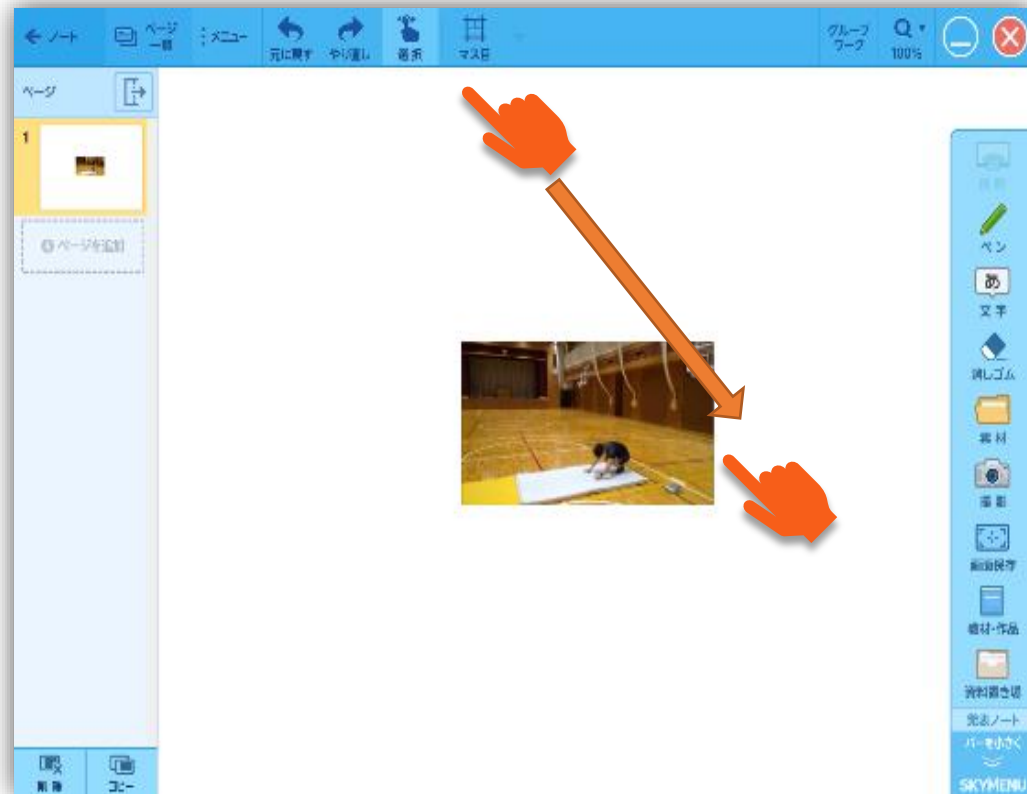 ノート
ページ
一覧
メニュー
元に戻す
やり直し
選択
マス目
グループ
ワーク
100%
ページ
1
ページを追加
ペン
あ
文字
消しゴム
素材
撮影
画面保存
教材・作品
資料置き場
発表ノート
バーを小さく
SKYMENU
削除
コピー